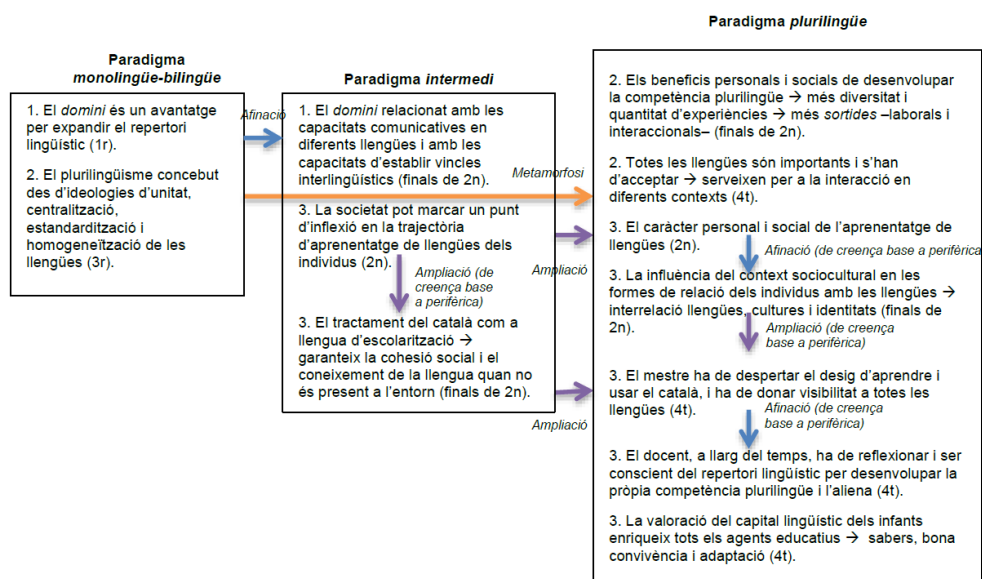 Paradigma
monolingüe-bilingüe
1. El domini és un avantatge
per expandir el repertori
lingüístic (1r).
2. El plurilingüisme concebut
des d'ideologies d'unitat,
centralització,
estandardització i
homogeneïtzació de les
llengües (3r).
Afinació
Paradigma intermedi
1. El domini relacionat amb les
capacitats comunicatives en
diferents llengües i amb les
capacitats d'establir vincles
interlingüístics (finals de 2n).
Metamorfosi
3. La societat pot marcar un punt
d'inflexió en la trajectòria
d'aprenentatge de llengües dels
individus (2n).
Ampliació (de
creença base
a perifèrica)
Ampliació
3. El tractament del català com a
llengua d'escolarització →
garanteix la cohesió social i el
coneixement de la llengua quan no
és present a l'entorn (finals de 2n).
Ampliació
Paradigma plurilingüe
2. Els beneficis personals i socials de desenvolupar
la competència plurilingüe → més diversitat i
quantitat d'experiències → més sortides –laborals i
interaccionals– (finals de 2n).
2. Totes les llengües són importants i s'han
d'acceptar → serveixen per a la interacció en
diferents contexts (4t).
3. El caràcter personal i social de l'aprenentatge de
llengües (2n).
Afinació (de creença base a perifèrica)
3. La influència del context sociocultural en les
formes de relació dels individus amb les llengües →
interrelació llengües, cultures i identitats (finals de
2n).
Ampliació (de creença
base a perifèrica)
3. El mestre ha de despertar el desig d'aprendre i
usar el català, i ha de donar visibilitat a totes les
llengües (4t).
Afinació (de creença
base a perifèrica)
3. El docent, a llarg del temps, ha de reflexionar i ser
conscient del repertori lingüístic per desenvolupar la
pròpia competència plurilingüe i l'aliena (4t).
3. La valoració del capital lingüístic dels infants
enriqueix tots els agents educatius → sabers, bona
convivència i adaptació (4t).